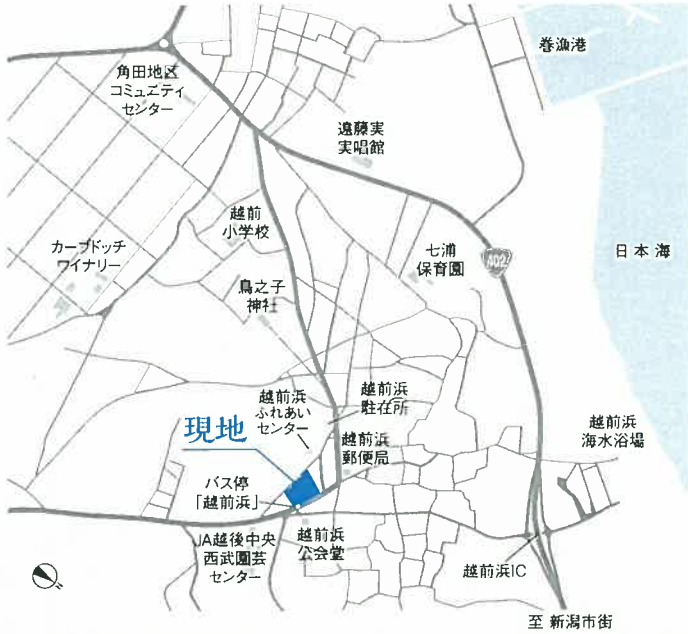 巻漁港
角田地区
コミュニティ
センター
遠藤実
実唱館
越前
小学校
カーブドッチ
ワイナリー
七浦
保育園
402
日本海
鳥之子
神社
越前浜
ふれあい
センター
越前浜
駐在所
越前浜
海水浴場
現地
越前浜
郵便局
バス停
「越前浜」
JA越後中央
西武園芸
センター
越前浜
公会堂
越前浜IC
至 新潟市街